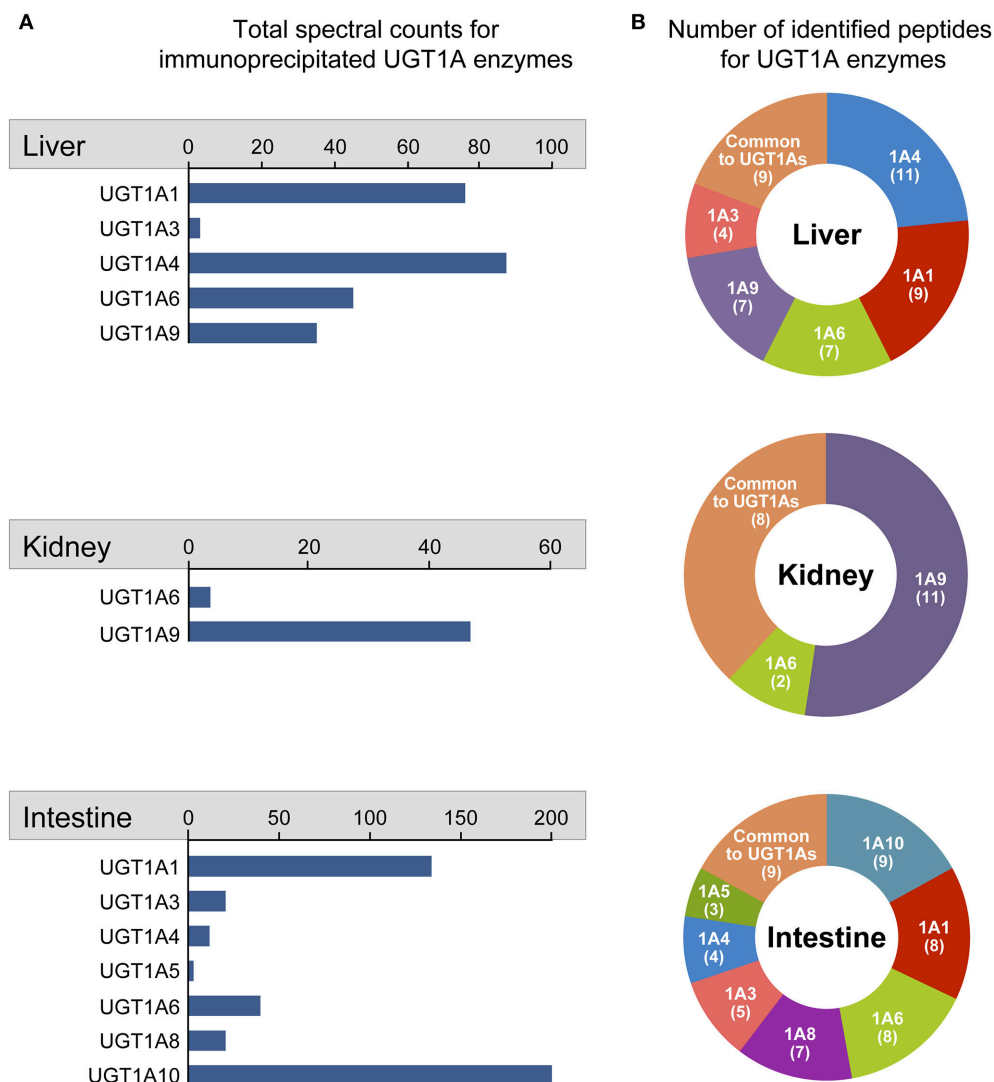 A
Total spectral counts for
immunoprecipitated UGT1A enzymes
Liver
0 20 40 60 80 100
UGT1A1
UGT1A3
UGT1A4
UGT1A6
UGT1A9
Kidney
0 20 40 60
UGT1A6
UGT1A9
Intestine
0 50 100 150 200
UGT1A1
UGT1A3
UGT1A4
UGT1A5
UGT1A6
UGT1A8
UGT1A10
B
Number of identified peptides
for UGT1A enzymes
Common
to UGT1As
(9)
1A4
(11)
1A3
(4)
Liver
1A1
(9)
1A9
(7)
1A6
(7)
Common
to UGT1As
(8)
Kidney
1A9
(11)
1A6
(2)
Common
to UGT1As
(9)
1A10
(9)
1A5
(3)
1A4
(4)
Intestine
1A1
(8)
1A3
(5)
1A8
(7)
1A6
(8)